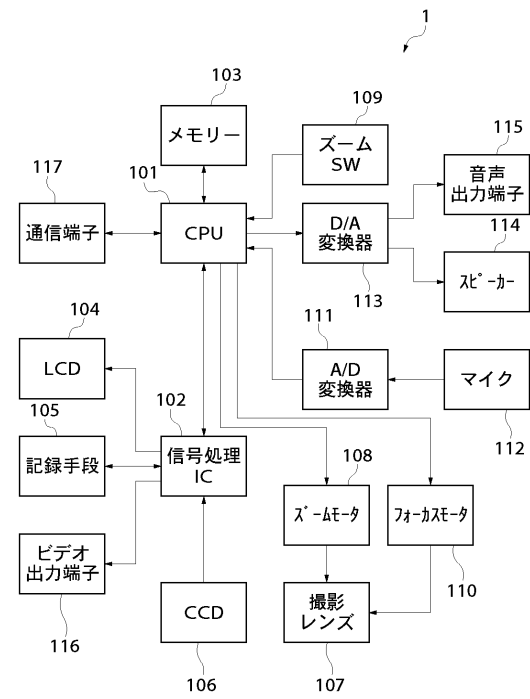 1
103
メモリー
109
ズーム
SW
115
音声
出力端子
117
通信端子
101
CPU
D/A
変換器
113
114
ｽﾋﾟｰｶｰ
104
LCD
111
A/D
変換器
マイク
112
105
記録手段
102
信号処理
IC
108
ｽﾞｰﾑﾓｰﾀ
ﾌｫｰｶｽﾓｰﾀ
110
ビデオ
出力端子
116
CCD
106
撮影
レンズ
107